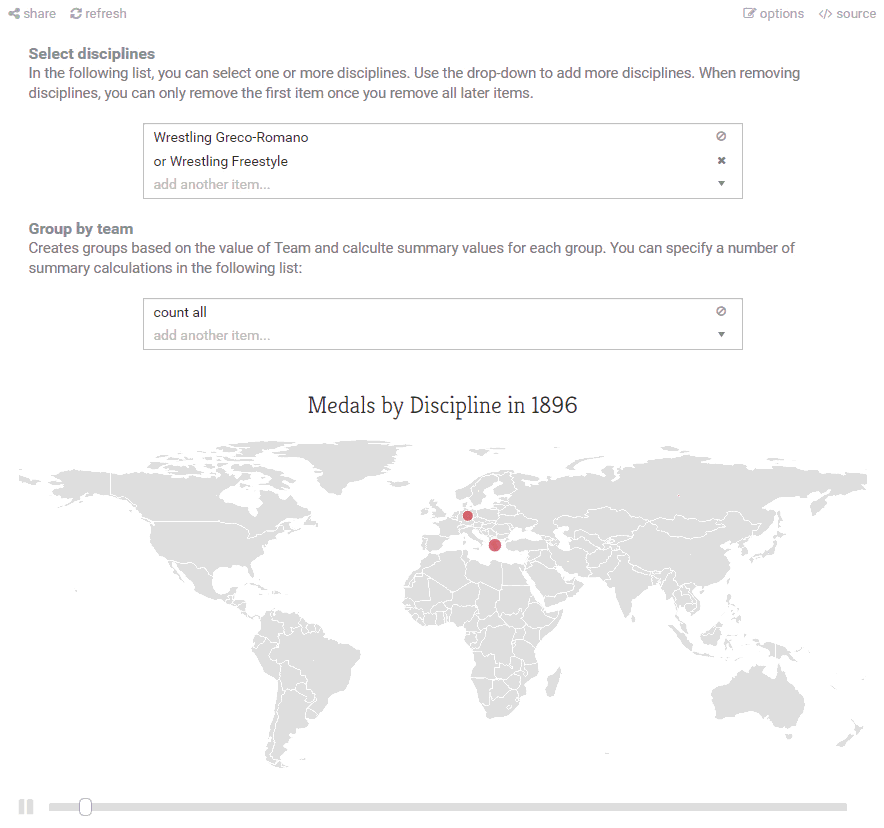 share refresh options </> source
Select disciplines
In the following list, you can select one or more disciplines. Use the drop-down to add more disciplines. When removing
disciplines, you can only remove the first item once you remove all later items.
Wrestling Greco-Romano
or Wrestling Freestyle
add another item...
Group by team
Creates groups based on the value of Team and calculte summary values for each group. You can specify a number of
summary calculations in the following list:
count all
add another item...
Medals by Discipline in 1896